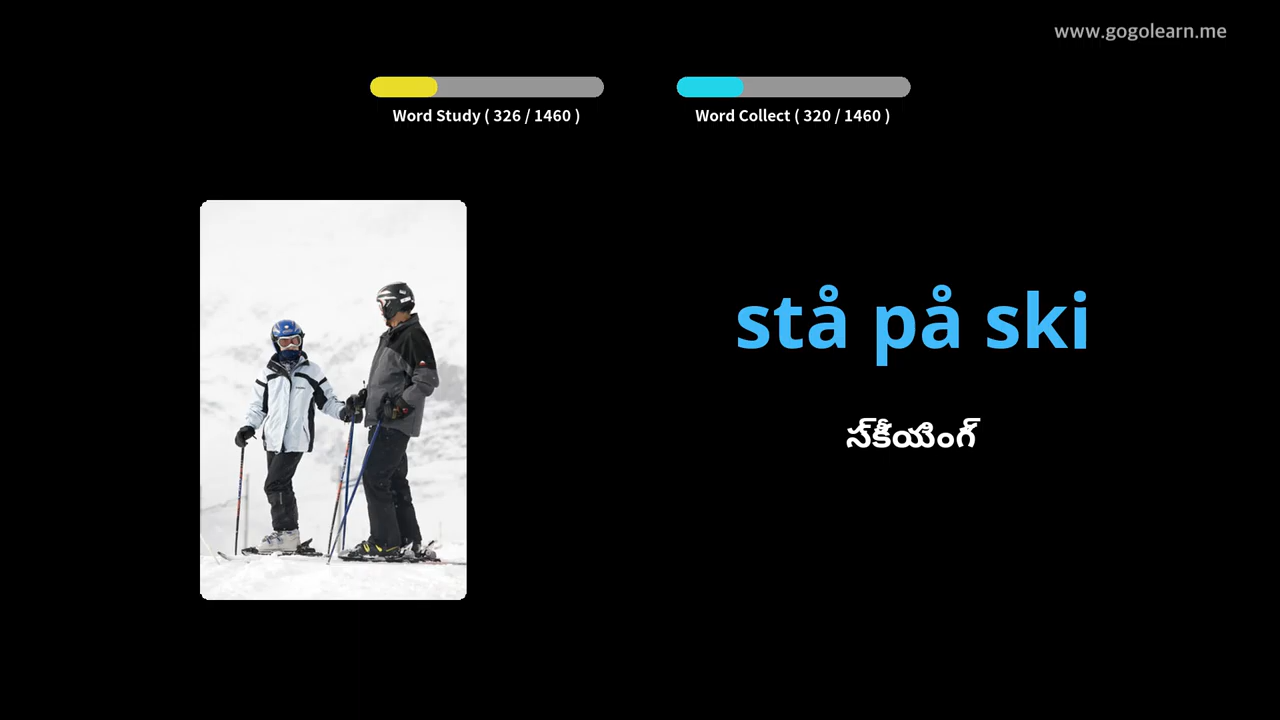 www.gogolearn.me
Word Study ( 326 / 1460 )
Word Collect ( 320 / 1460 )
stå på ski
స్‌కీయింగ్